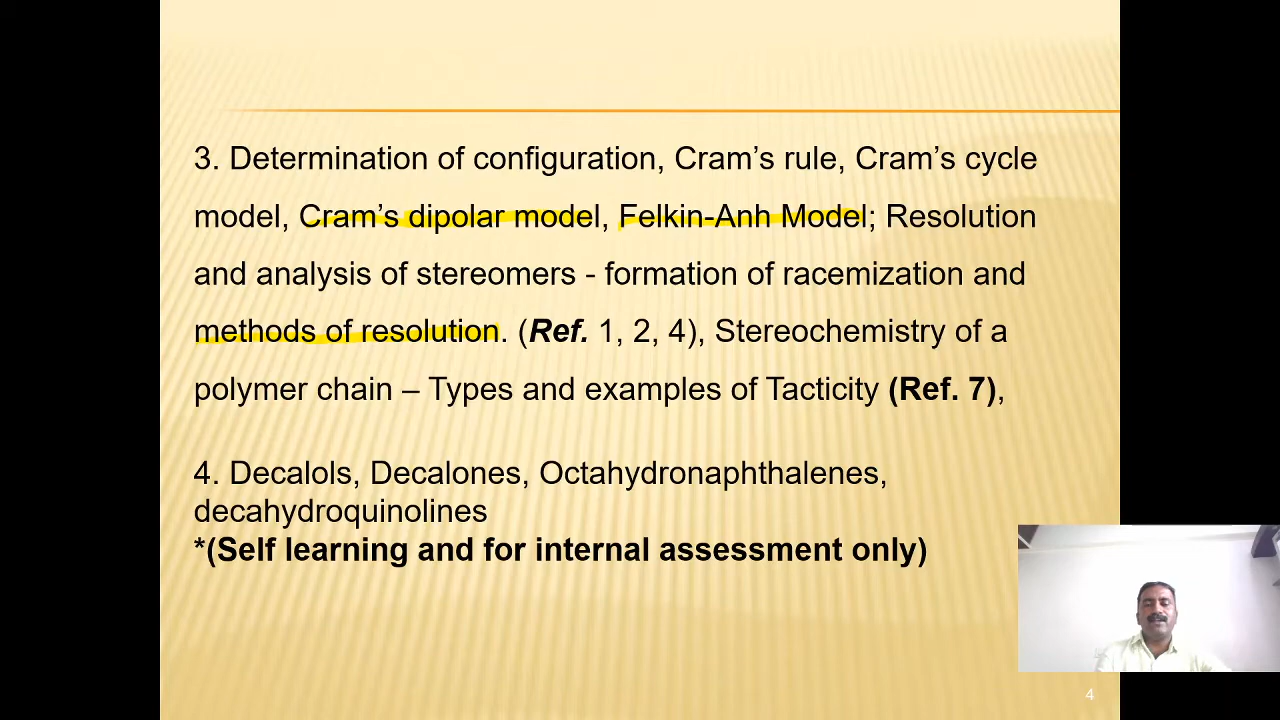 3. Determination of configuration, Cram’s rule, Cram’s cycle
model, Cram’s dipolar model, Felkin-Anh Model; Resolution
and analysis of stereomers - formation of racemization and
methods of resolution. (Ref. 1, 2, 4), Stereochemistry of a
polymer chain – Types and examples of Tacticity (Ref. 7),
4. Decalols, Decalones, Octahydronaphthalenes,
decahydroquinolines
*(Self learning and for internal assessment only)
4